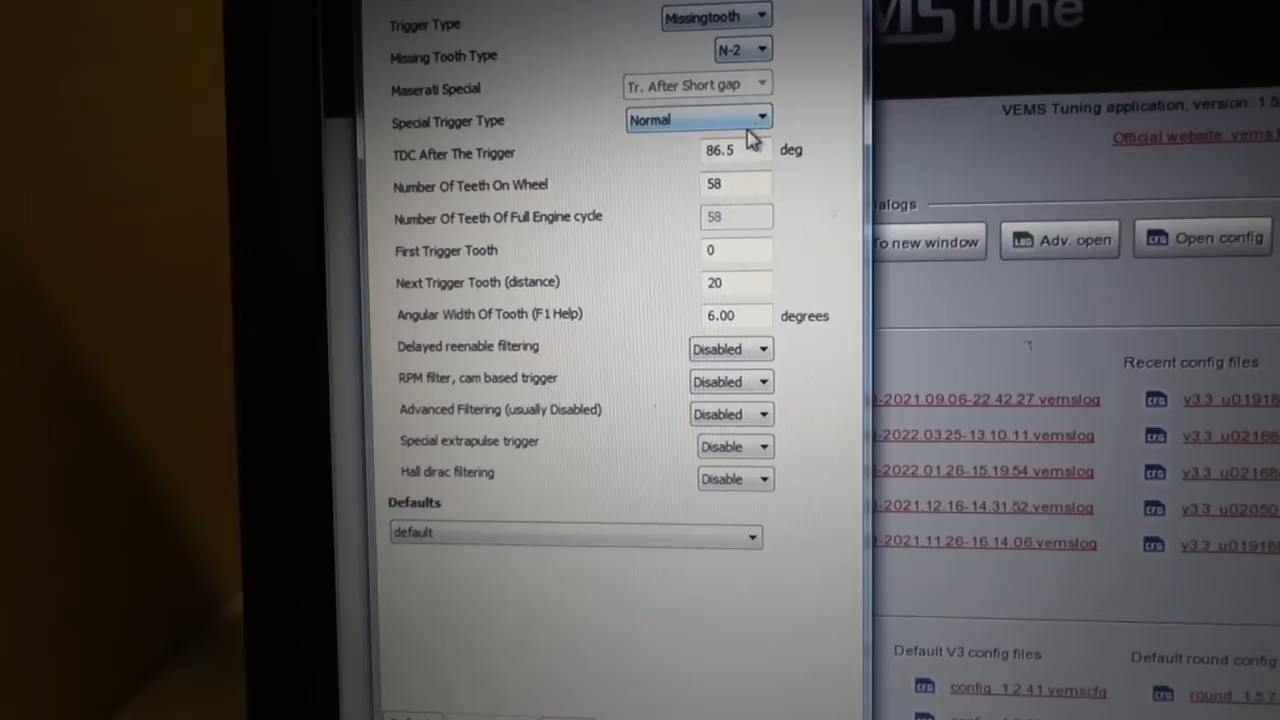 Trigger Type Missingtooth
Missing Tooth Type N-2
Maserati Special Tr. After Short gap
Special Trigger Type Normal
TDC After The Trigger 86.5 deg
Number Of Teeth On Wheel 58
Number Of Teeth Of Full Engine cycle 58
First Trigger Tooth 0
Next Trigger Tooth (distance) 20
Angular Width Of Tooth (F1 Help) 6.00 degrees
Delayed reenable filtering Disabled
RPM filter, cam based trigger Disabled
Advanced Filtering (usually Disabled) Disabled
Special extrapulse trigger Disable
Hall dirac filtering Disable
Defaults
default
MS Tune
VEMS Tuning application, version: 1.5
Official website: vems.
alogs
To new window
Adv. open
Open config
Recent config files
-2021.09.06-22.42.27.vemslog v3.3_u01918
-2022.03.25-13.10.11.vemslog v3.3_u02168
-2022.01.26-15.19.54.vemslog v3.3_u02168
-2021.12.16-14.31.52.vemslog v3.3_u02050
-2021.11.26-16.14.06.vemslog v3.3_u01918
Default V3 config files Default round config
config_1.2.41.vemscfg round_1.5.7